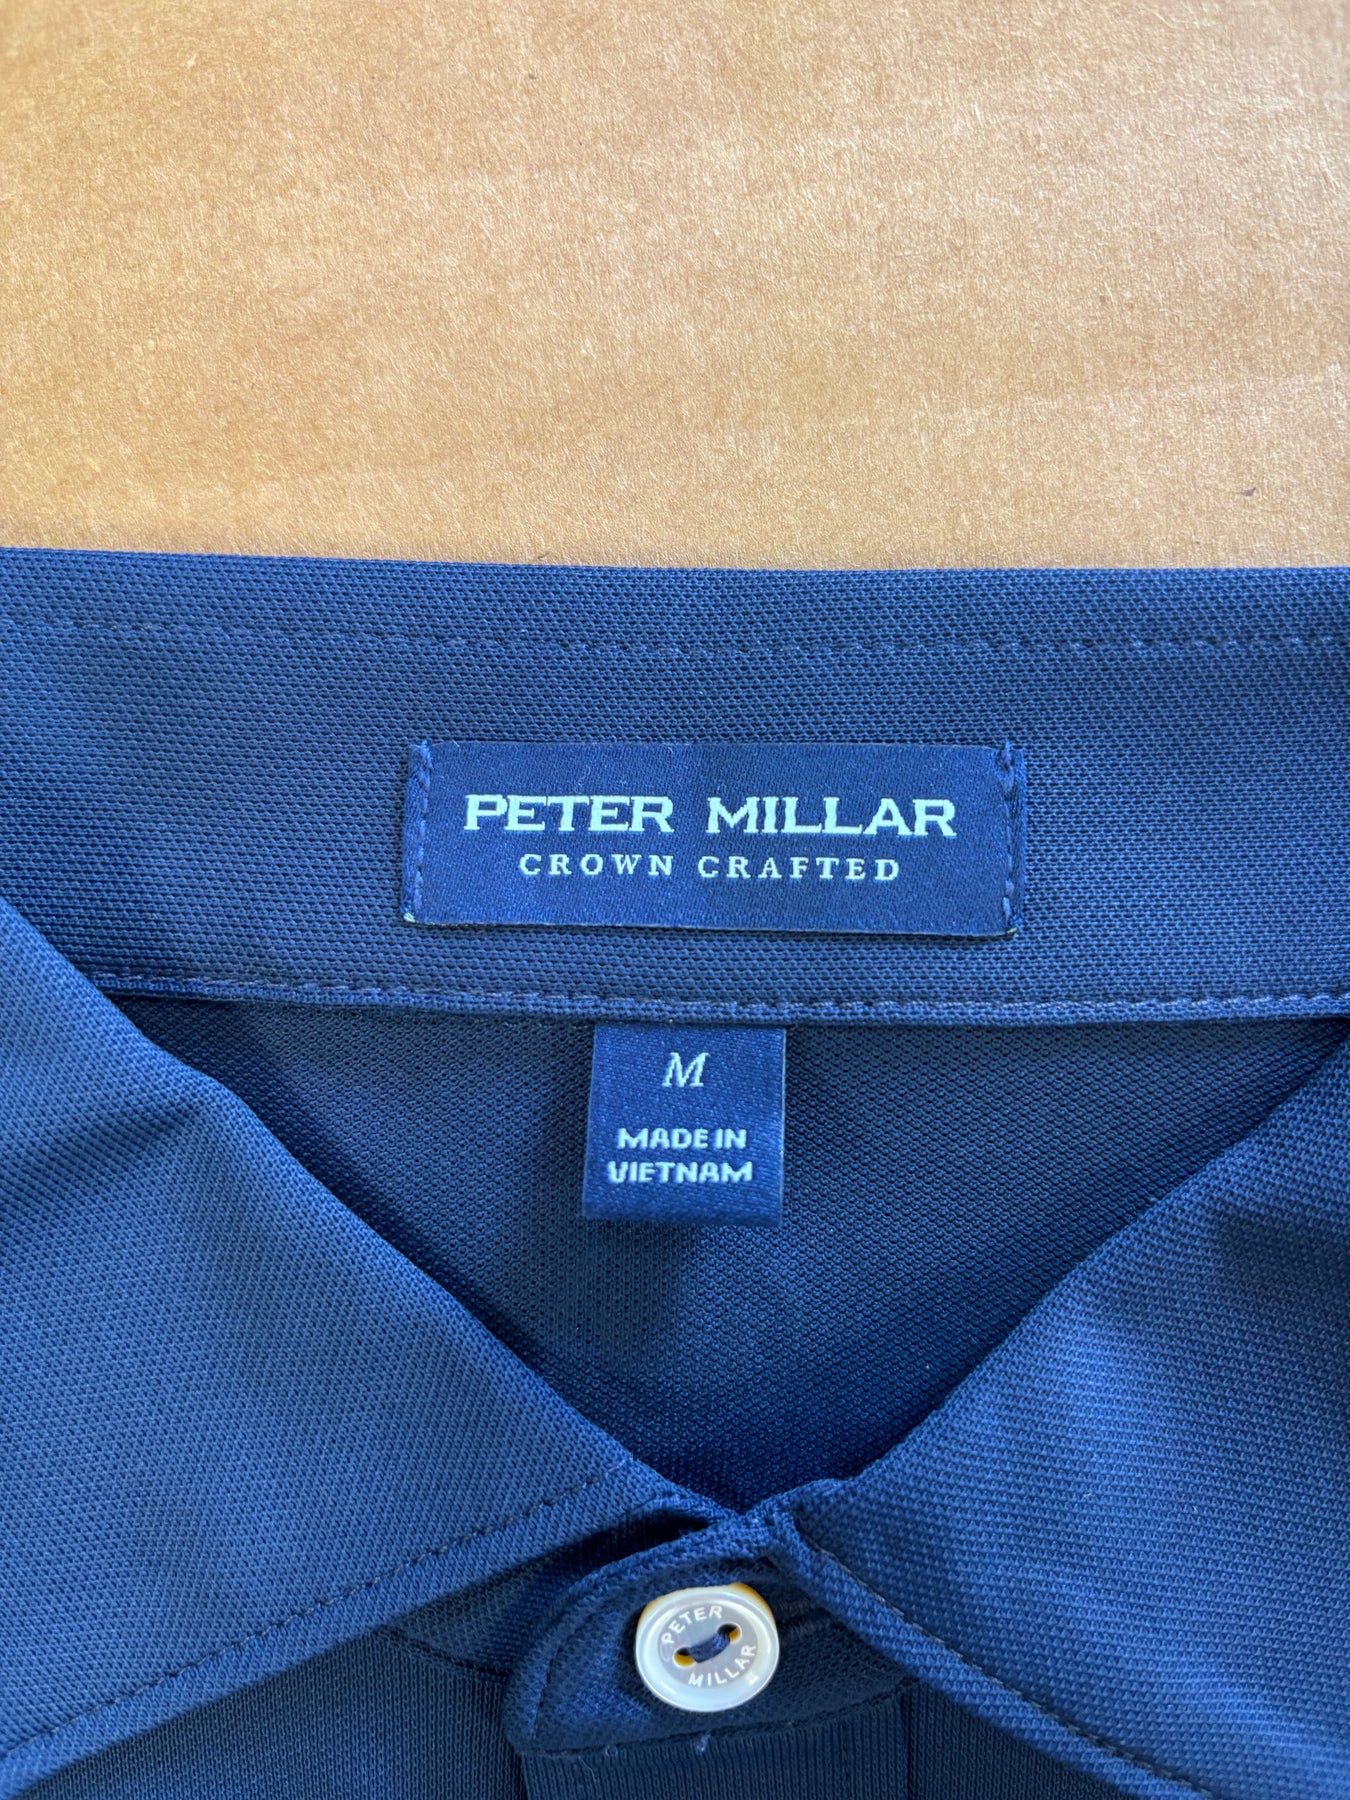 PETER MILLAR
CROWN CRAFTED
M
MADE IN
VIETNAM
PETER
MILLAR